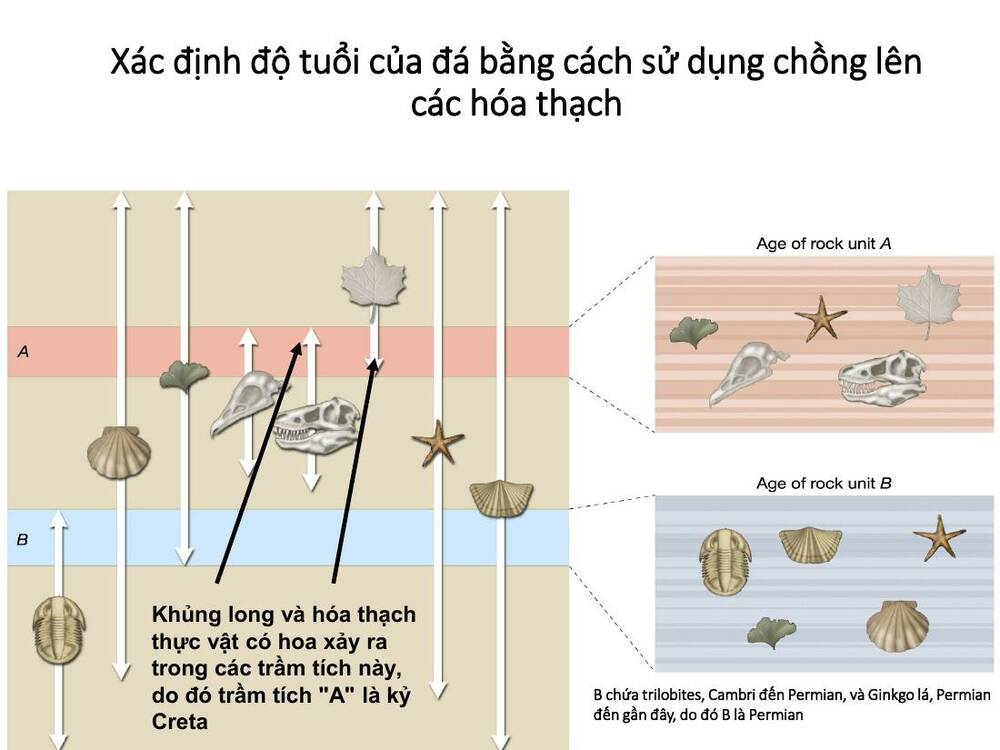 Xác định độ tuổi của đá bằng cách sử dụng chồng lên
các hóa thạch
Age of rock unit A
A
Age of rock unit B
B
Khủng long và hóa thạch
thực vật có hoa xảy ra
trong các trầm tích này,
do đó trầm tích "A" là kỷ
Creta
B chứa trilobites, Cambri đến Permian, và Ginkgo lá, Permian
đến gần đây, do đó B là Permian